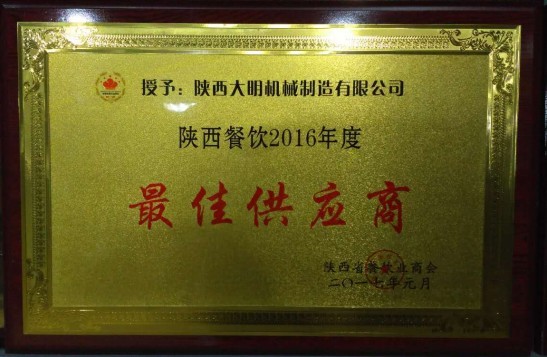 授予：陕西大明机械制造有限公司
陕西餐饮2016年度
最佳供应商
陕西省餐饮业商会
二〇一七年元月